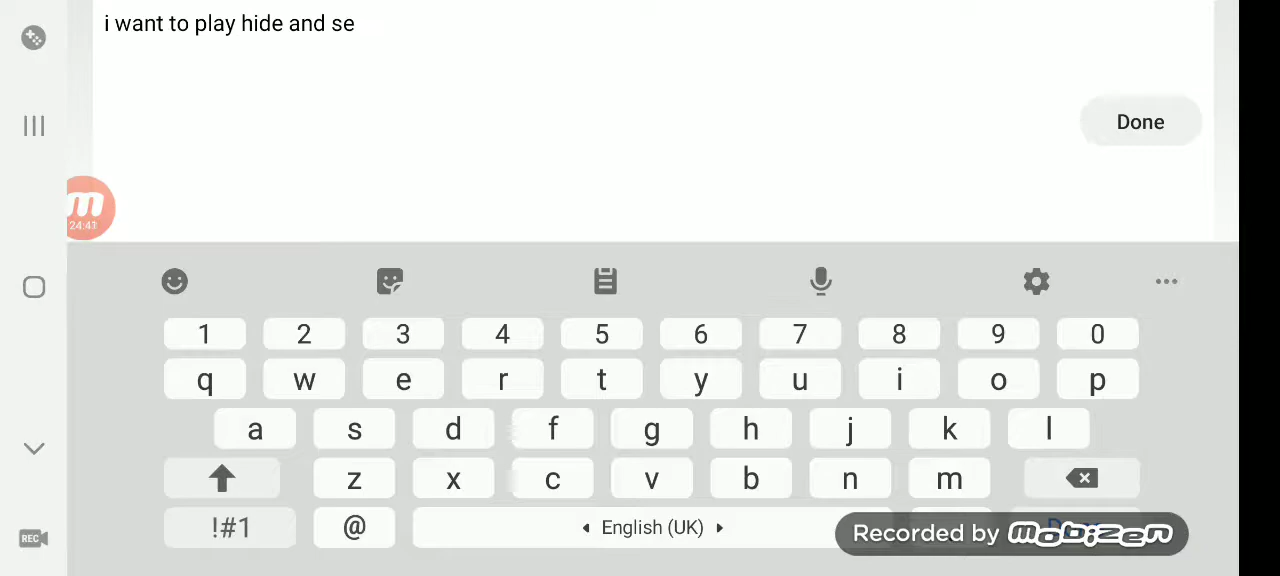 i want to play hide and se
Done
m
24:41
1 2 3 4 5 6 7 8 9 0
q w e r t y u i o p
a s d f g h j k l
z x c v b n m
!#1 @ English (UK)
Recorded by mobizen
REC